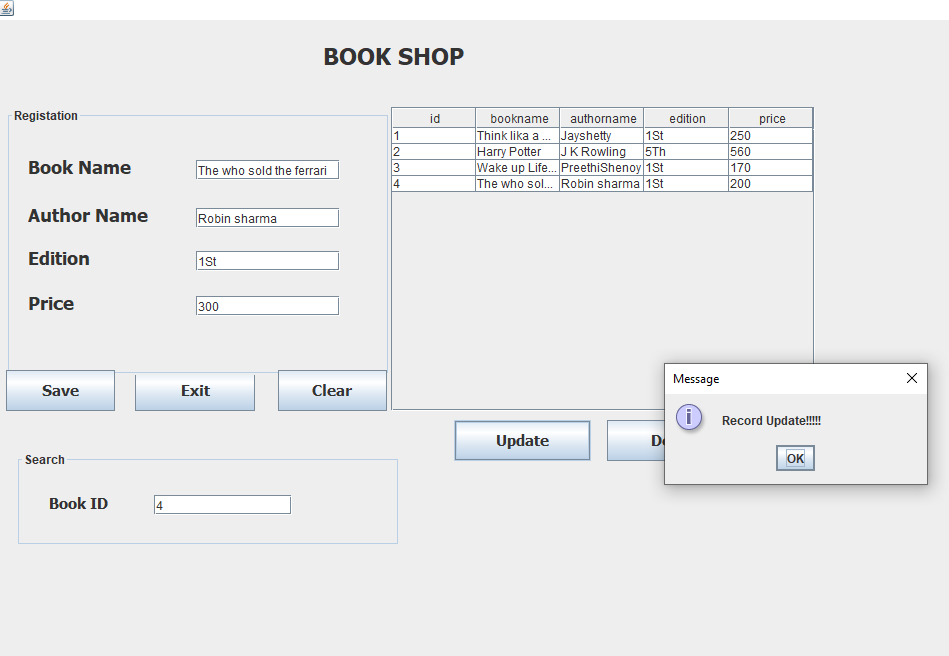 BOOK SHOP
Registation
Book Name
The who sold the ferrari
Author Name
Robin sharma
Edition
1St
Price
300
Save Exit Clear
id bookname authorname edition price
1 Think lika a ... Jayshetty 1St 250
2 Harry Potter J K Rowling 5Th 560
3 Wake up Life... PreethiShenoy 1St 170
4 The who sol... Robin sharma 1St 200
Update
Message
Record Update!!!!!
OK
Search
Book ID
4